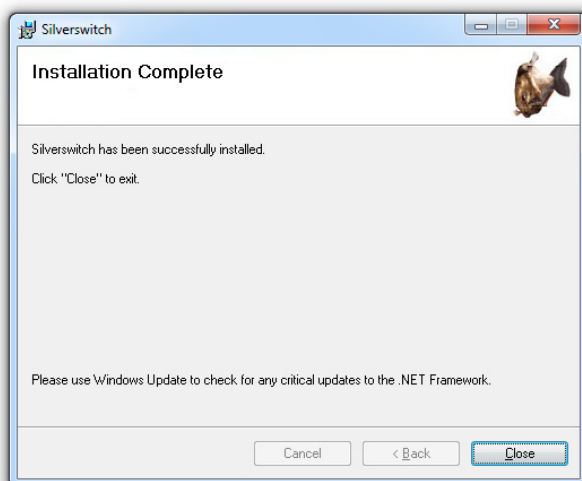 Silverswitch
Installation Complete
Silverswitch has been successfully installed.
Click "Close" to exit.
Please use Windows Update to check for any critical updates to the .NET Framework.
Cancel
< Back
Close